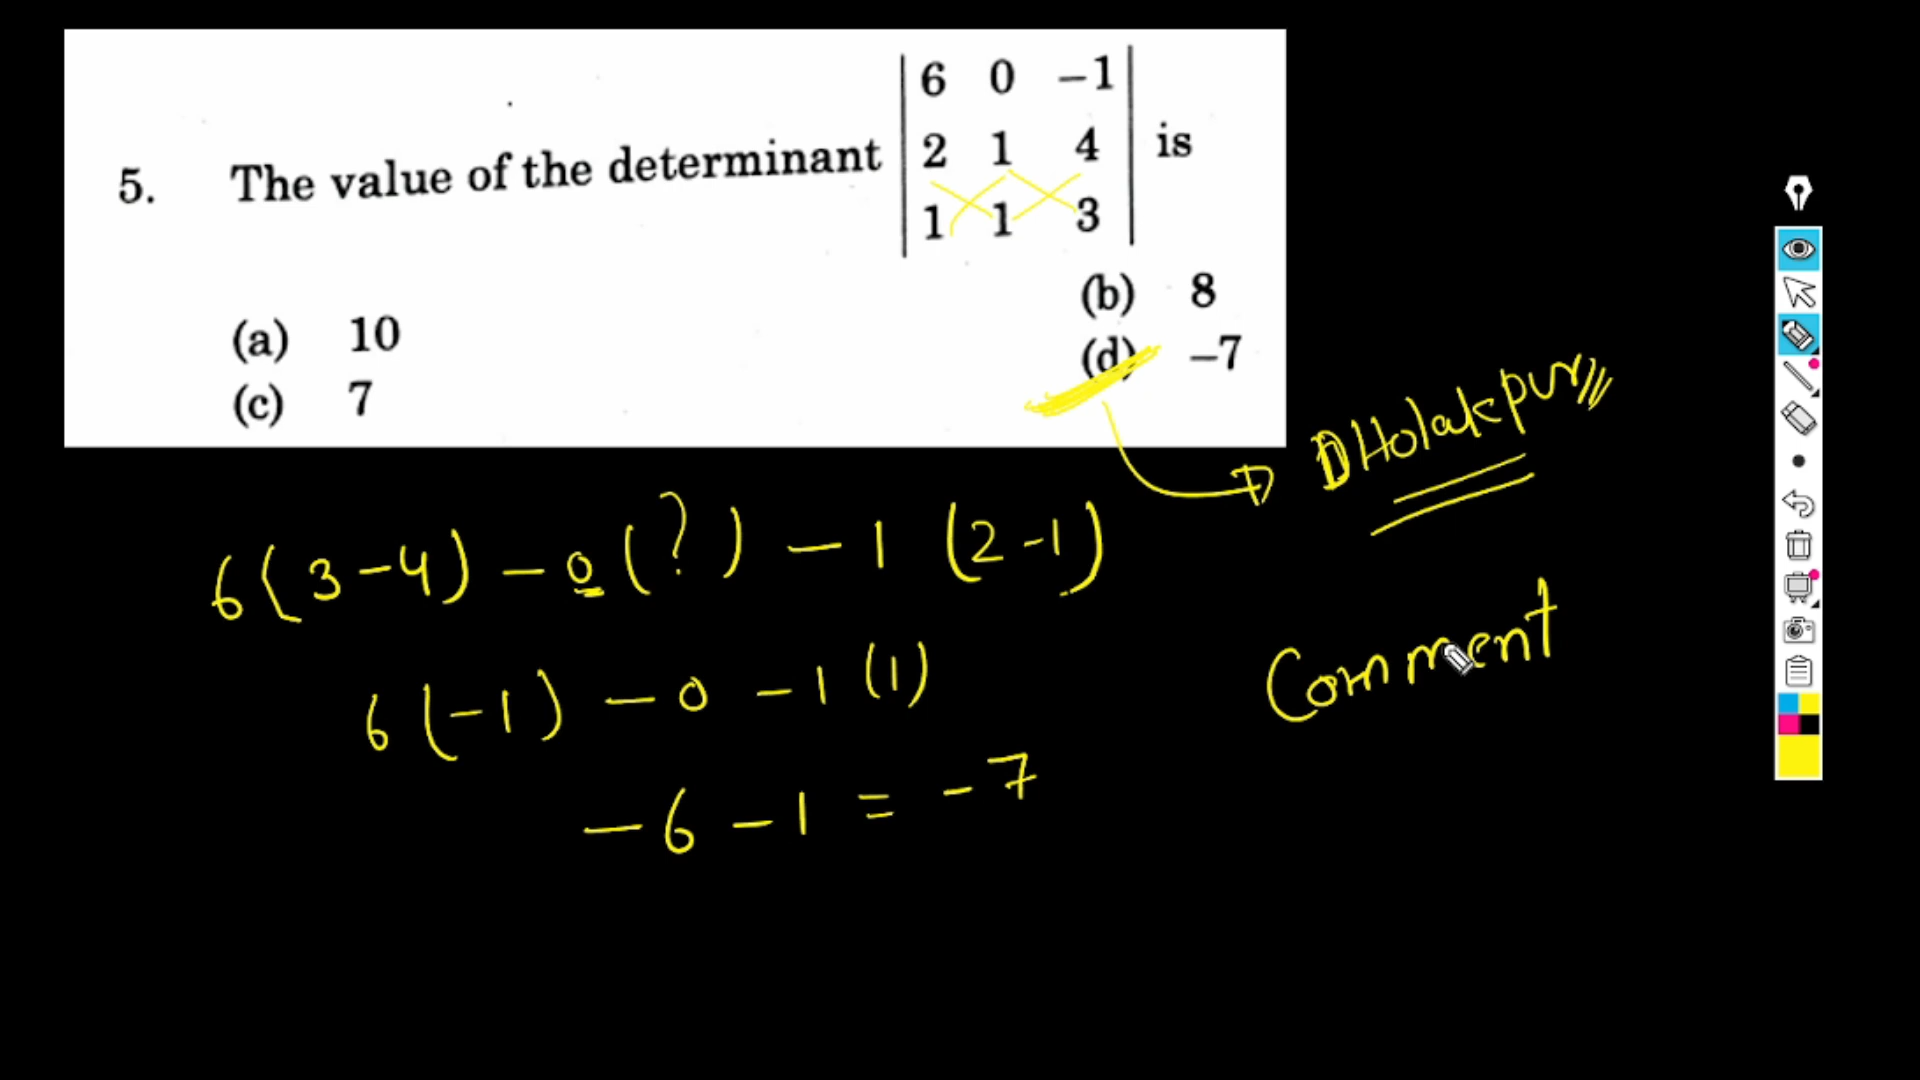 5. The value of the determinant
6 0 −1
2 1 4
1 1 3
is
(a) 10
(b) 8
(c) 7
(d) −7
DHolakpur
6(3-4) - 0(?) - 1 (2-1)
6(-1) - 0 - 1(1)
-6 - 1 = -7
Comment